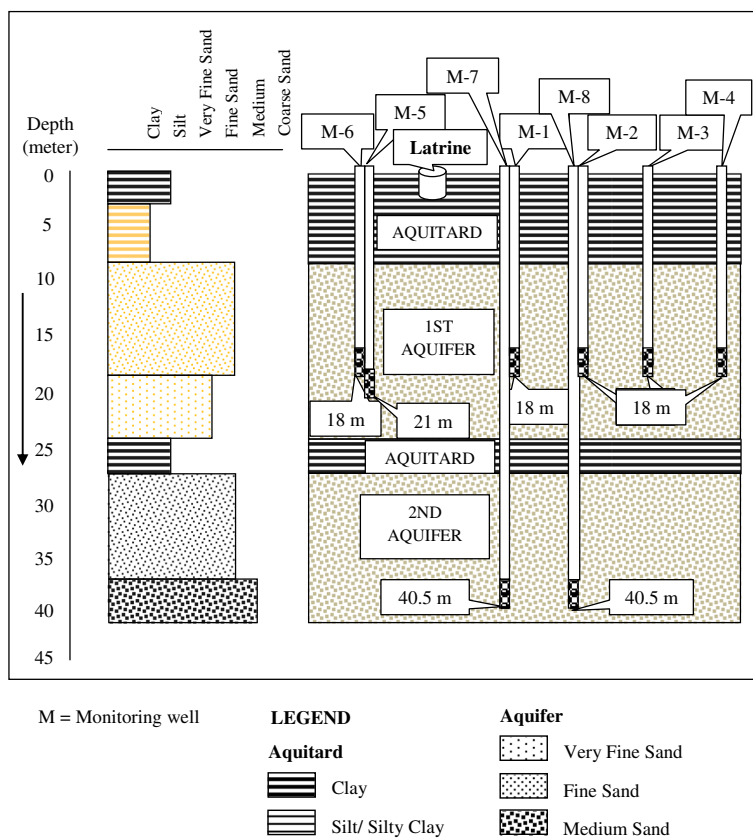 Clay
Silt
Very Fine Sand
Fine Sand
Medium
Coarse Sand
Depth
(meter)
0
5
10
15
20
25
30
35
40
45
M-7
M-8
M-4
M-5
M-6
M-1
M-2
M-3
Latrine
AQUITARD
1ST
AQUIFER
18 m
21 m
18 m
18 m
AQUITARD
2ND
AQUIFER
40.5 m
40.5 m
M = Monitoring well
LEGEND
Aquitard
Clay
Silt/ Silty Clay
Aquifer
Very Fine Sand
Fine Sand
Medium Sand